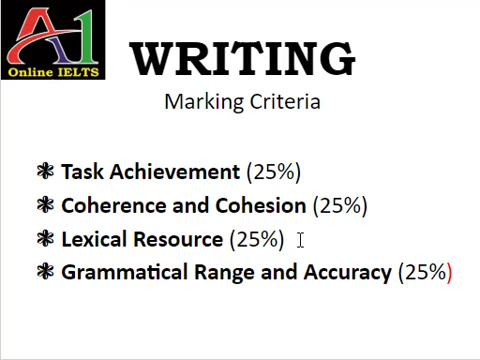 A1
Online IELTS
WRITING
Marking Criteria
Task Achievement (25%)
Coherence and Cohesion (25%)
Lexical Resource (25%)
Grammatical Range and Accuracy (25%)